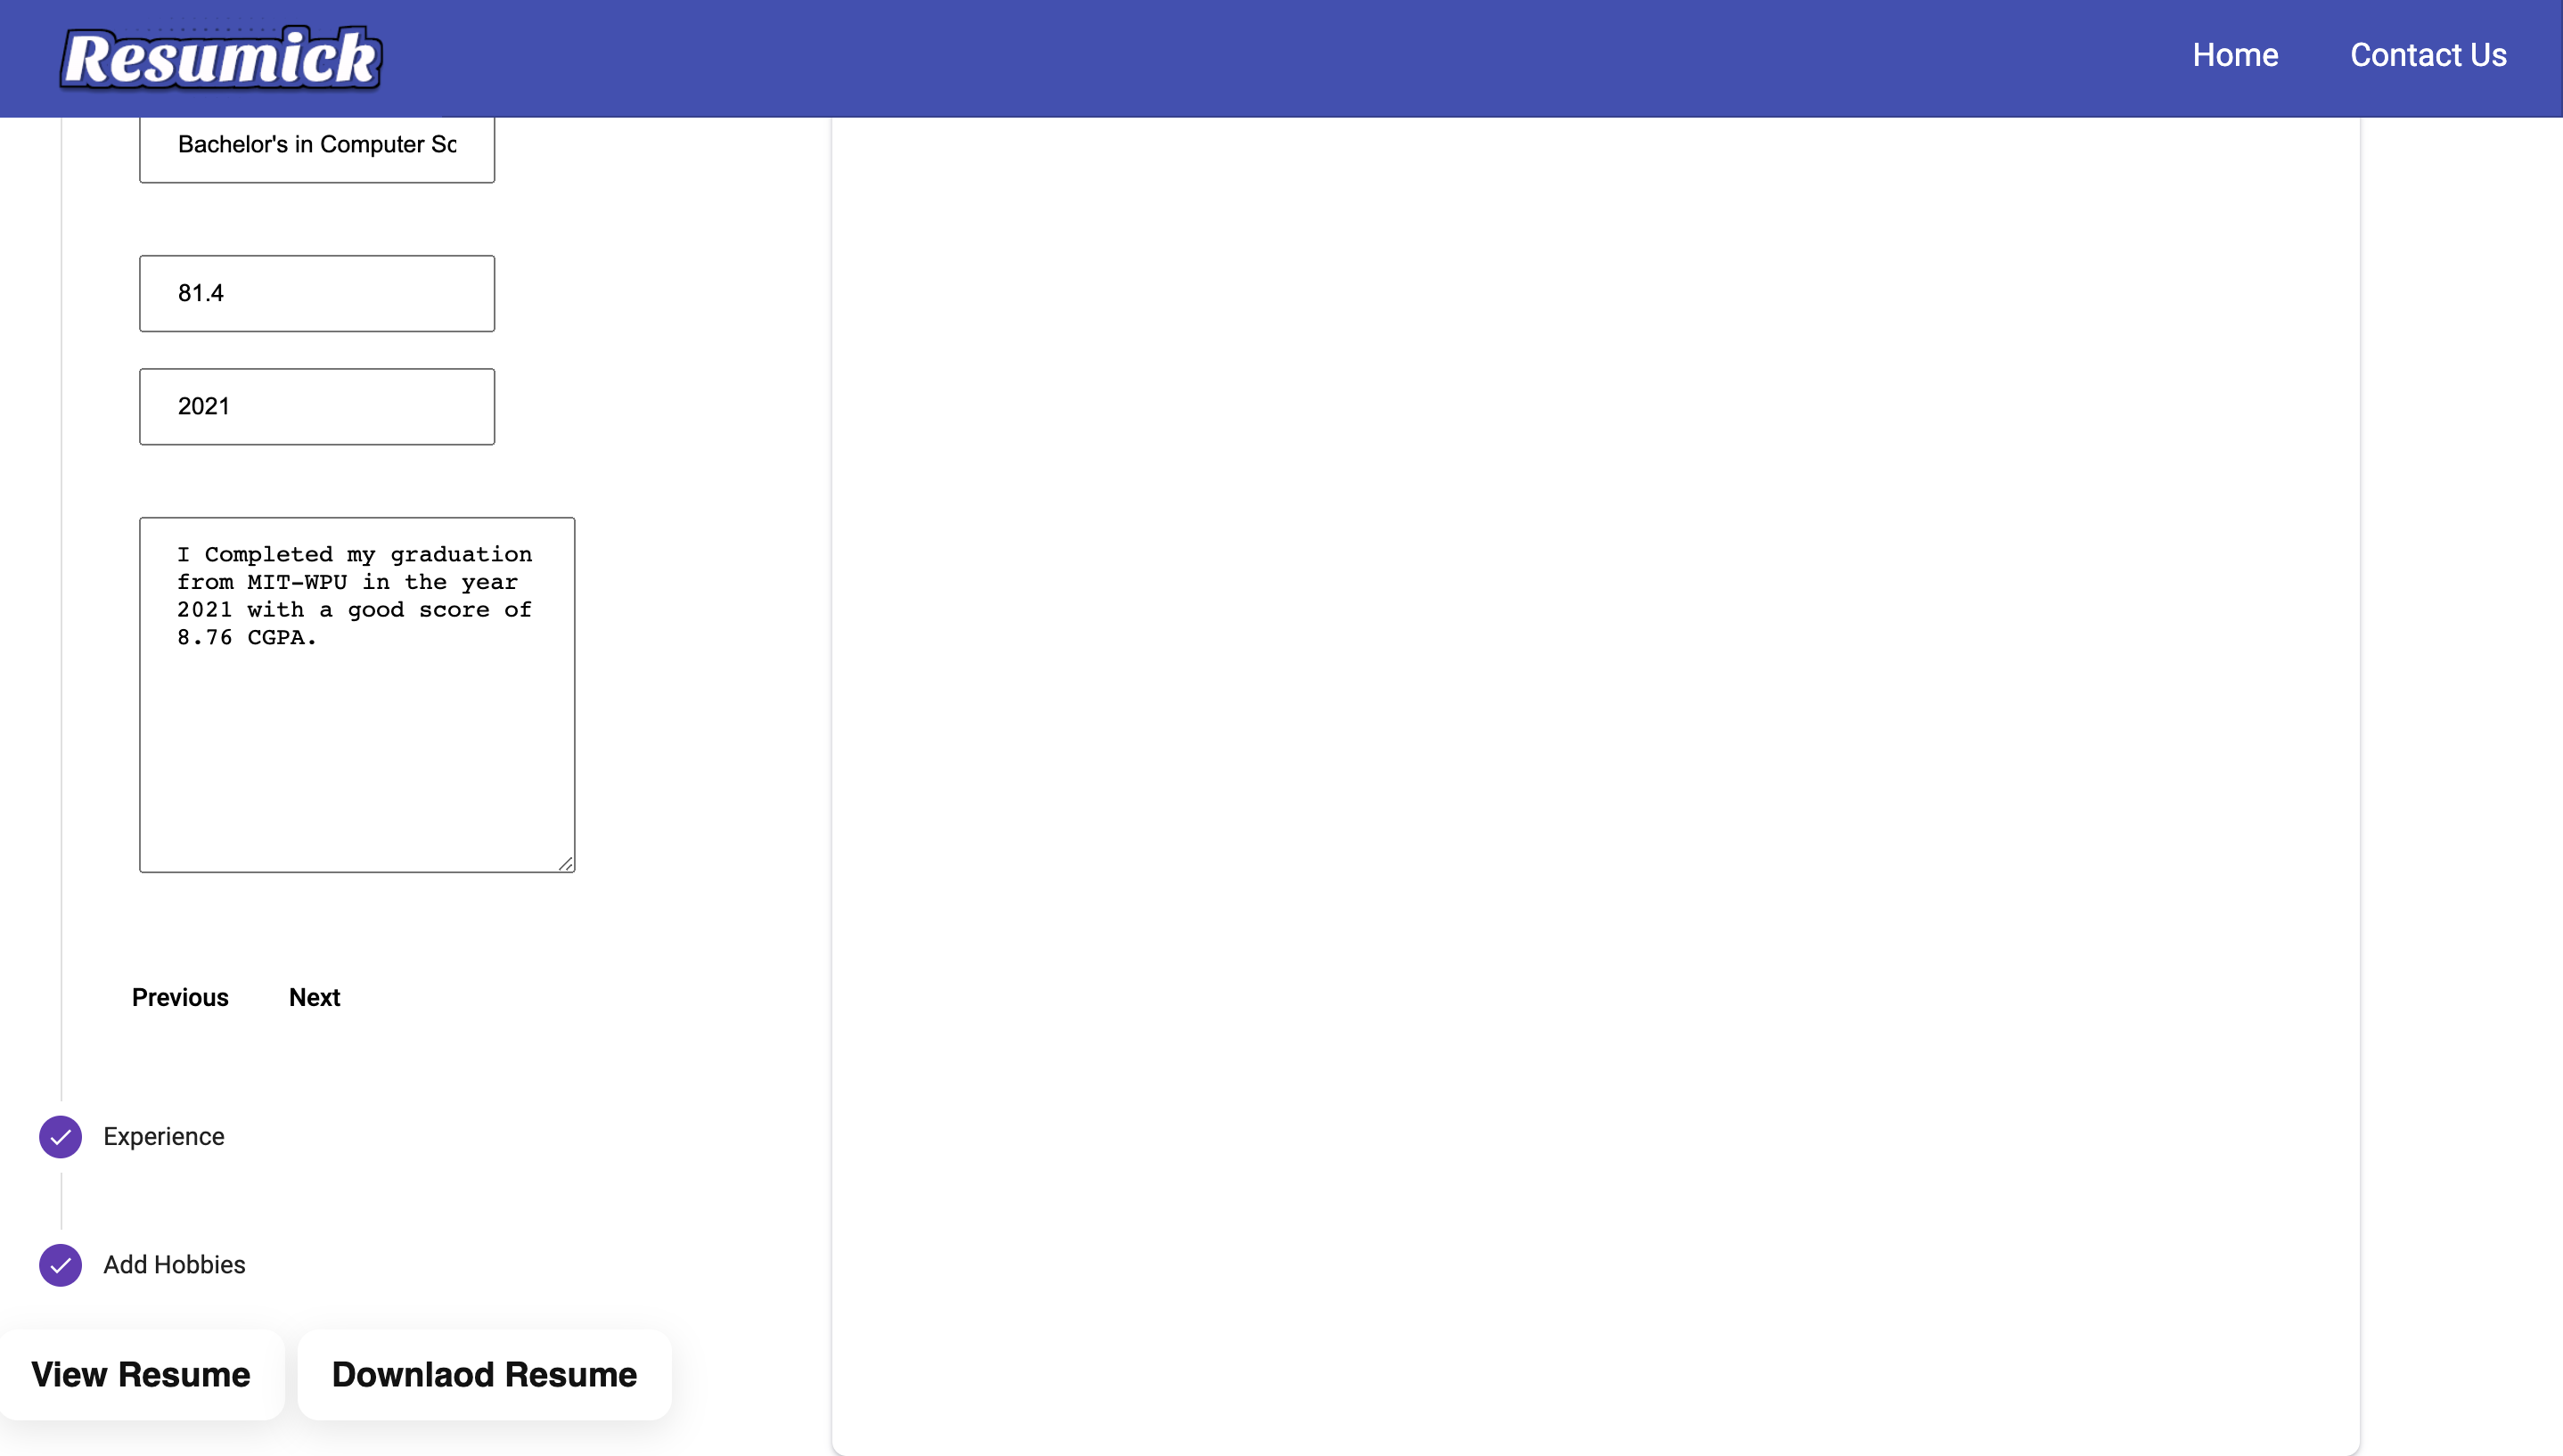 Resumick
Home
Contact Us
Bachelor's in Computer Sc
81.4
2021
I Completed my graduation
from MIT-WPU in the year
2021 with a good score of
8.76 CGPA.
Previous
Next
Experience
Add Hobbies
View Resume
Downlaod Resume